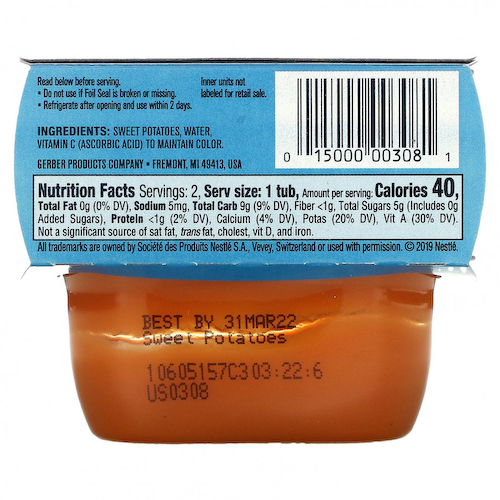 Read below before serving.
• Do not use if Foil Seal is broken or missing.
• Refrigerate after opening and use within 2 days.
Inner units not
labeled for retail sale.
INGREDIENTS: SWEET POTATOES, WATER,
VITAMIN C (ASCORBIC ACID) TO MAINTAIN COLOR.
GERBER PRODUCTS COMPANY • FREMONT, MI 49413, USA
0 15000 00308 1
Nutrition Facts Servings: 2, Serv size: 1 tub, Amount per serving: Calories 40,
Total Fat 0g (0% DV), Sodium 5mg, Total Carb 9g (9% DV), Fiber <1g, Total Sugars 5g (Includes 0g
Added Sugars), Protein <1g (2% DV), Calcium (4% DV), Potas (20% DV), Vit A (30% DV).
Not a significant source of sat fat, trans fat, cholest, vit D, and iron.
All trademarks are owned by Société des Produits Nestlé S.A., Vevey, Switzerland or used with permission. © 2019 Nestlé.
BEST BY 31MAR22
Sweet Potatoes
10605157C3 03:22:6
US0308